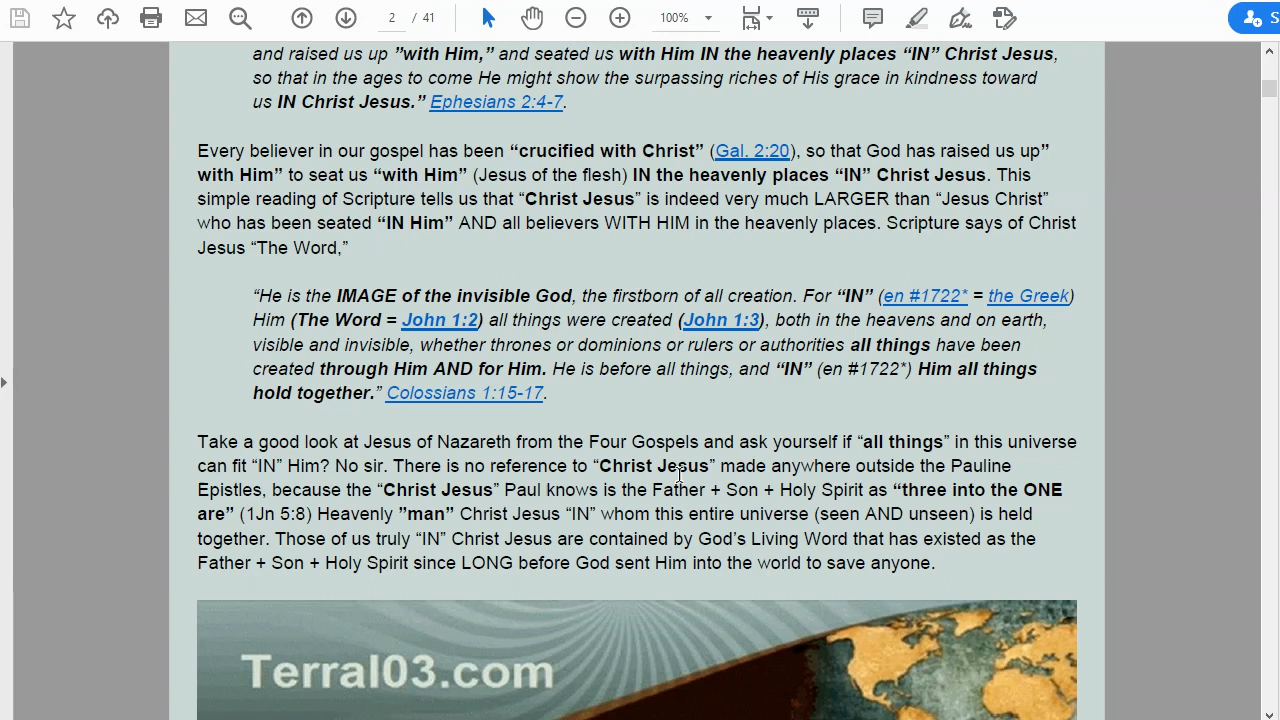 2 / 41
100%
S
and raised us up ”with Him,” and seated us with Him IN the heavenly places “IN” Christ Jesus,
so that in the ages to come He might show the surpassing riches of His grace in kindness toward
us IN Christ Jesus.” Ephesians 2:4-7.
Every believer in our gospel has been “crucified with Christ” (Gal. 2:20), so that God has raised us up”
with Him” to seat us “with Him” (Jesus of the flesh) IN the heavenly places “IN” Christ Jesus. This
simple reading of Scripture tells us that “Christ Jesus” is indeed very much LARGER than “Jesus Christ”
who has been seated “IN Him” AND all believers WITH HIM in the heavenly places. Scripture says of Christ
Jesus “The Word,”
“He is the IMAGE of the invisible God, the firstborn of all creation. For “IN” (en #1722* = the Greek)
Him (The Word = John 1:2) all things were created (John 1:3), both in the heavens and on earth,
visible and invisible, whether thrones or dominions or rulers or authorities all things have been
created through Him AND for Him. He is before all things, and “IN” (en #1722*) Him all things
hold together.” Colossians 1:15-17.
Take a good look at Jesus of Nazareth from the Four Gospels and ask yourself if “all things” in this universe
can fit “IN” Him? No sir. There is no reference to “Christ Jesus” made anywhere outside the Pauline
Epistles, because the “Christ Jesus” Paul knows is the Father + Son + Holy Spirit as “three into the ONE
are” (1Jn 5:8) Heavenly ”man” Christ Jesus “IN” whom this entire universe (seen AND unseen) is held
together. Those of us truly “IN” Christ Jesus are contained by God’s Living Word that has existed as the
Father + Son + Holy Spirit since LONG before God sent Him into the world to save anyone.
Terral03.com